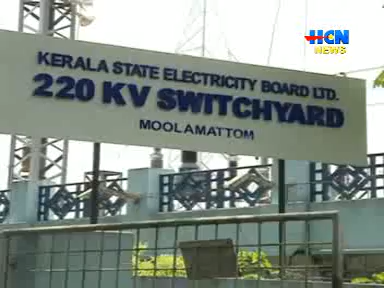 HCN
NEWS
KERALA STATE ELECTRICITY BOARD LTD.
220 KV SWITCHYARD
MOOLAMATTOM